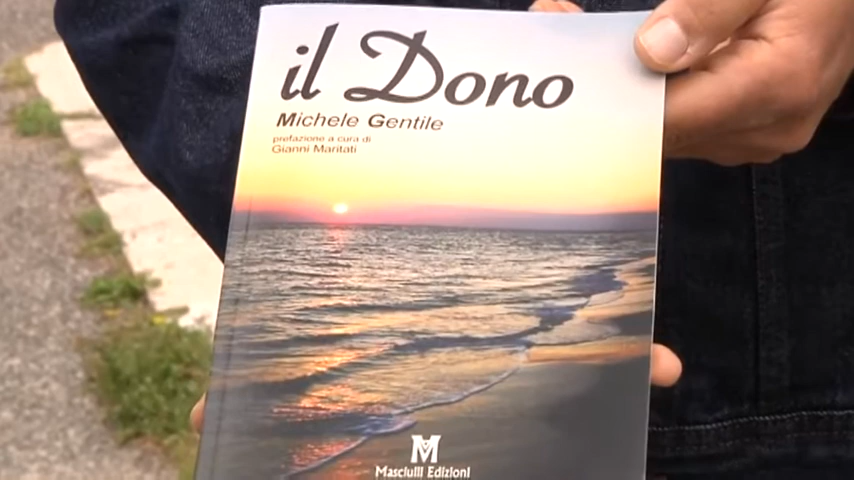 il Dono
Michele Gentile
prefazione a cura di
Gianni Maritati
M
Masciulli Edizioni